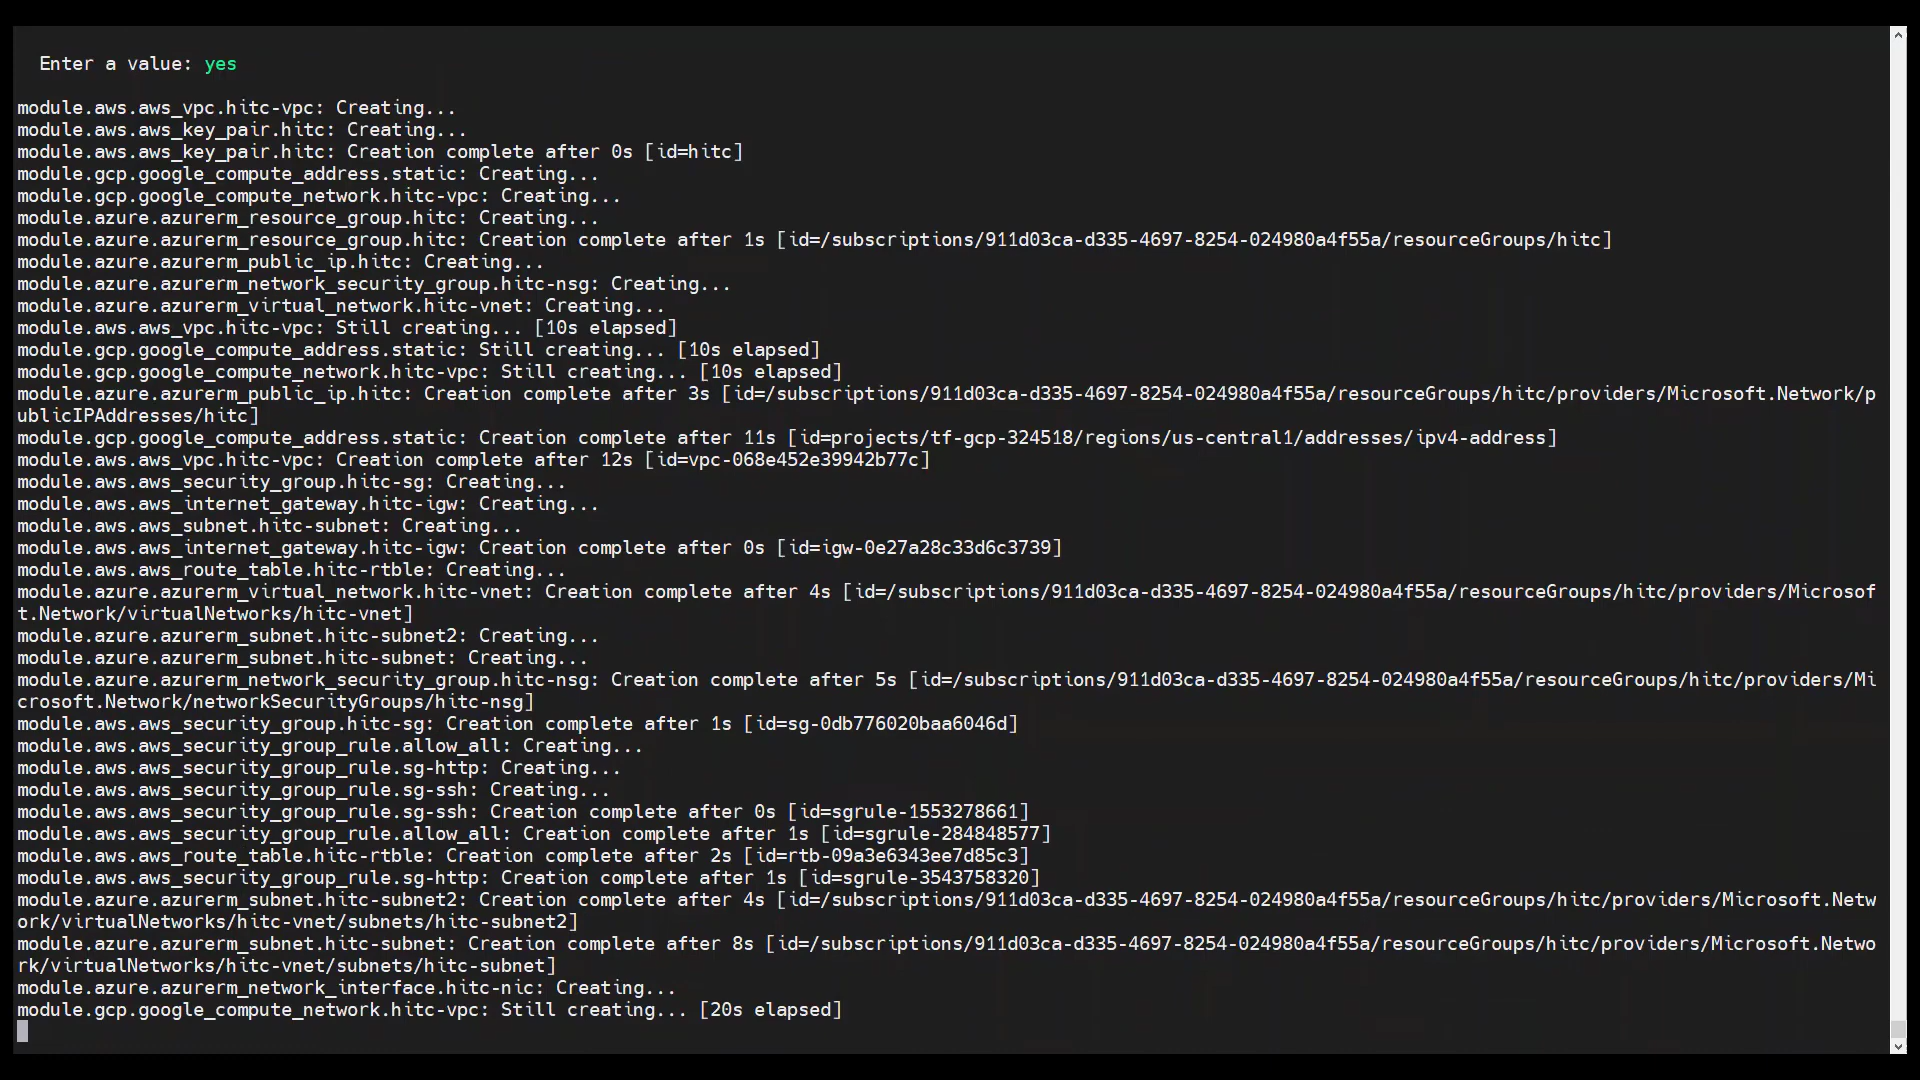 Enter a value: yes
module.aws.aws_vpc.hitc-vpc: Creating...
module.aws.aws_key_pair.hitc: Creating...
module.aws.aws_key_pair.hitc: Creation complete after 0s [id=hitc]
module.gcp.google_compute_address.static: Creating...
module.gcp.google_compute_network.hitc-vpc: Creating...
module.azure.azurerm_resource_group.hitc: Creating...
module.azure.azurerm_resource_group.hitc: Creation complete after 1s [id=/subscriptions/911d03ca-d335-4697-8254-024980a4f55a/resourceGroups/hitc]
module.azure.azurerm_public_ip.hitc: Creating...
module.azure.azurerm_network_security_group.hitc-nsg: Creating...
module.azure.azurerm_virtual_network.hitc-vnet: Creating...
module.aws.aws_vpc.hitc-vpc: Still creating... [10s elapsed]
module.gcp.google_compute_address.static: Still creating... [10s elapsed]
module.gcp.google_compute_network.hitc-vpc: Still creating... [10s elapsed]
module.azure.azurerm_public_ip.hitc: Creation complete after 3s [id=/subscriptions/911d03ca-d335-4697-8254-024980a4f55a/resourceGroups/hitc/providers/Microsoft.Network/p
ublicIPAddresses/hitc]
module.gcp.google_compute_address.static: Creation complete after 11s [id=projects/tf-gcp-324518/regions/us-central1/addresses/ipv4-address]
module.aws.aws_vpc.hitc-vpc: Creation complete after 12s [id=vpc-068e452e39942b77c]
module.aws.aws_security_group.hitc-sg: Creating...
module.aws.aws_internet_gateway.hitc-igw: Creating...
module.aws.aws_subnet.hitc-subnet: Creating...
module.aws.aws_internet_gateway.hitc-igw: Creation complete after 0s [id=igw-0e27a28c33d6c3739]
module.aws.aws_route_table.hitc-rtble: Creating...
module.azure.azurerm_virtual_network.hitc-vnet: Creation complete after 4s [id=/subscriptions/911d03ca-d335-4697-8254-024980a4f55a/resourceGroups/hitc/providers/Microsof
t.Network/virtualNetworks/hitc-vnet]
module.azure.azurerm_subnet.hitc-subnet2: Creating...
module.azure.azurerm_subnet.hitc-subnet: Creating...
module.azure.azurerm_network_security_group.hitc-nsg: Creation complete after 5s [id=/subscriptions/911d03ca-d335-4697-8254-024980a4f55a/resourceGroups/hitc/providers/Mi
crosoft.Network/networkSecurityGroups/hitc-nsg]
module.aws.aws_security_group.hitc-sg: Creation complete after 1s [id=sg-0db776020baa6046d]
module.aws.aws_security_group_rule.allow_all: Creating...
module.aws.aws_security_group_rule.sg-http: Creating...
module.aws.aws_security_group_rule.sg-ssh: Creating...
module.aws.aws_security_group_rule.sg-ssh: Creation complete after 0s [id=sgrule-1553278661]
module.aws.aws_security_group_rule.allow_all: Creation complete after 1s [id=sgrule-284848577]
module.aws.aws_route_table.hitc-rtble: Creation complete after 2s [id=rtb-09a3e6343ee7d85c3]
module.aws.aws_security_group_rule.sg-http: Creation complete after 1s [id=sgrule-3543758320]
module.azure.azurerm_subnet.hitc-subnet2: Creation complete after 4s [id=/subscriptions/911d03ca-d335-4697-8254-024980a4f55a/resourceGroups/hitc/providers/Microsoft.Netw
ork/virtualNetworks/hitc-vnet/subnets/hitc-subnet2]
module.azure.azurerm_subnet.hitc-subnet: Creation complete after 8s [id=/subscriptions/911d03ca-d335-4697-8254-024980a4f55a/resourceGroups/hitc/providers/Microsoft.Netwo
rk/virtualNetworks/hitc-vnet/subnets/hitc-subnet]
module.azure.azurerm_network_interface.hitc-nic: Creating...
module.gcp.google_compute_network.hitc-vpc: Still creating... [20s elapsed]